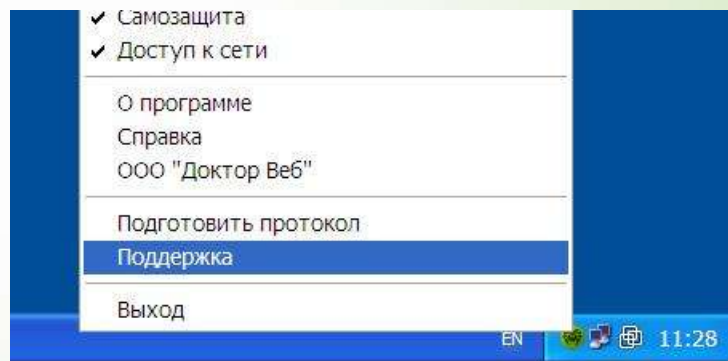 Самозащита
Доступ к сети
О программе
Справка
ООО "Доктор Веб"
Подготовить протокол
Поддержка
Выход
EN
11:28